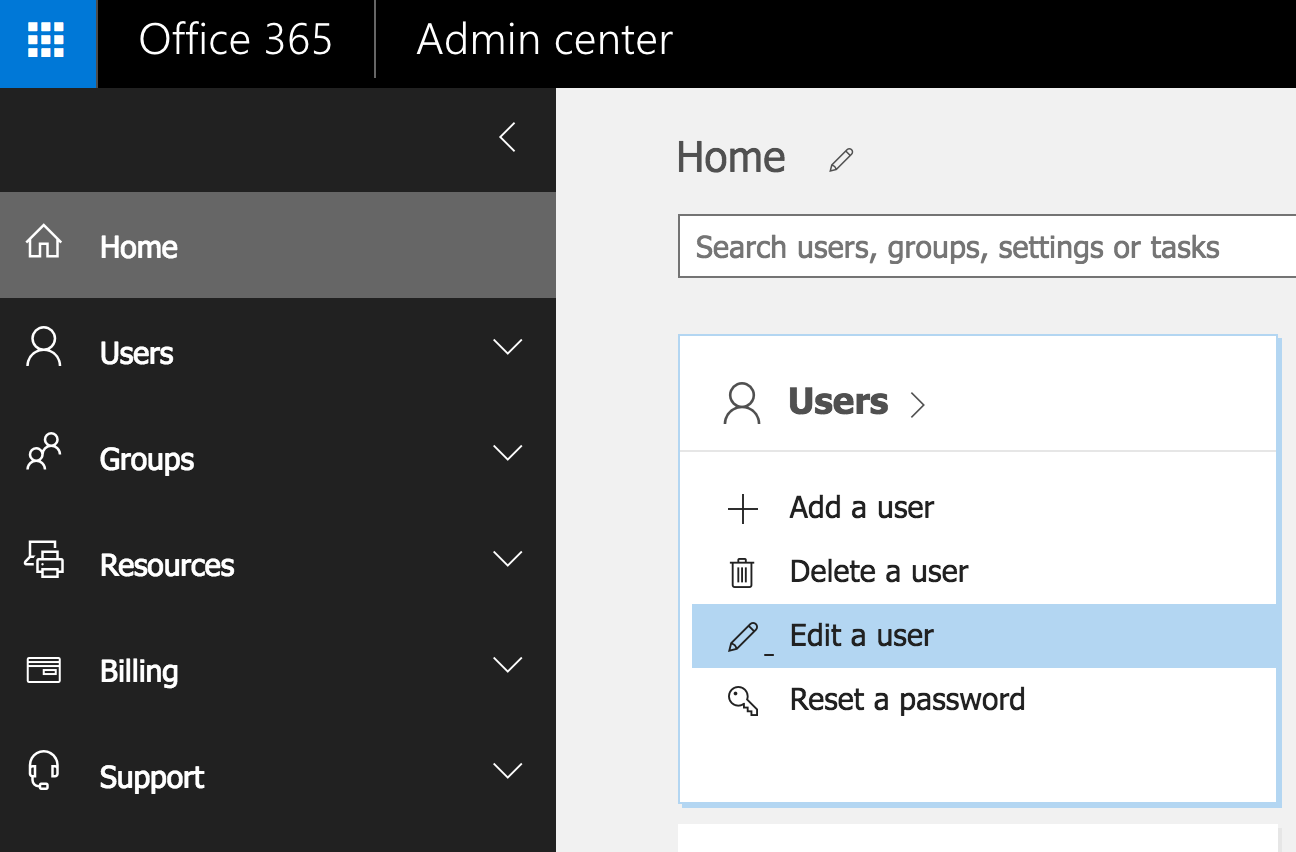 Office 365
Admin center
Home
Users
Groups
Resources
Billing
Support
Home
Search users, groups, settings or tasks
Users
Add a user
Delete a user
Edit a user
Reset a password